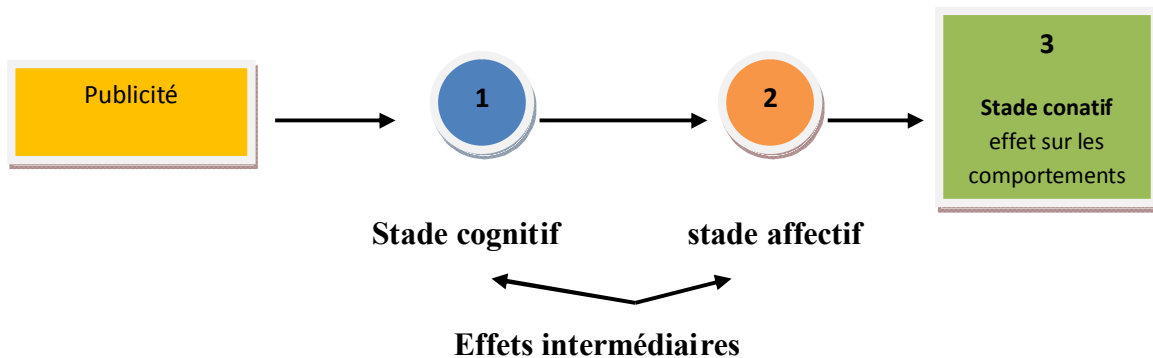 Publicité
1
2
3
Stade conatif
effet sur les
comportements
Stade cognitif
stade affectif
Effets intermédiaires